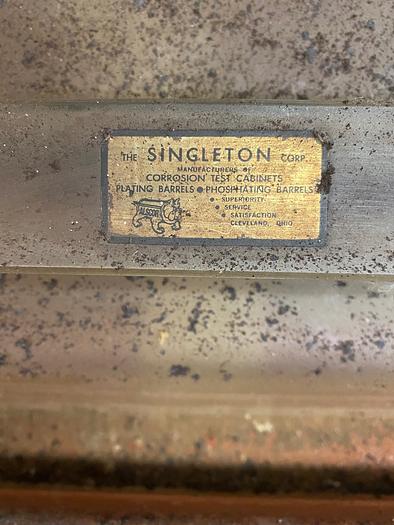 THE SINGLETON CORP.
MANUFACTURERS OF
CORROSION TEST CABINETS
PLATING BARRELS ● PHOSPHATING BARRELS
● SUPERIORITY
● SERVICE
● SATISFACTION
CLEVELAND, OHIO